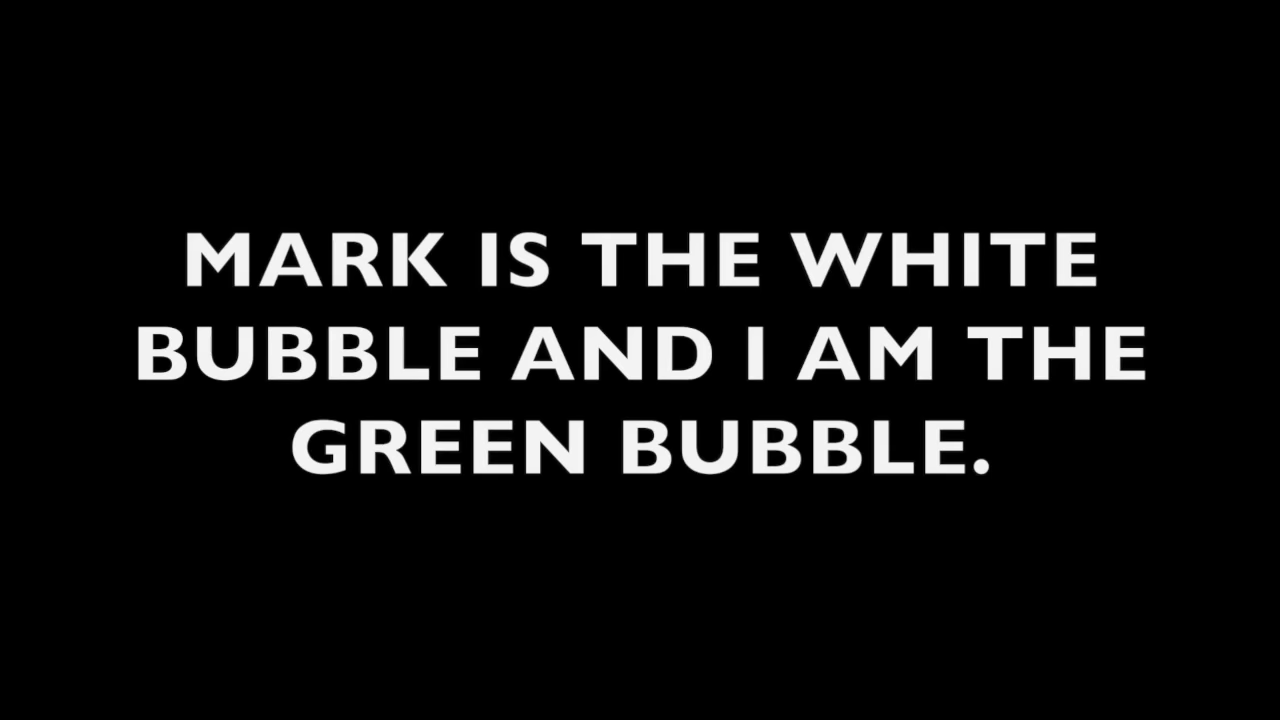 MARK IS THE WHITE
BUBBLE AND I AM THE
GREEN BUBBLE.